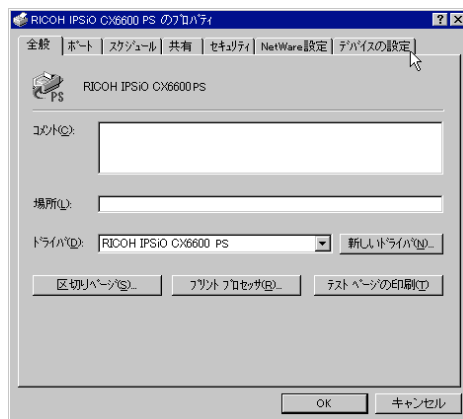 RICOH IPSiO CX6600 PS のプロパティ
全般 ポート スケジュール 共有 セキュリティ NetWare設定 デバイスの設定
PS
RICOH IPSiO CX6600 PS
コメント(C):
場所(L):
ドライバ(D): RICOH IPSiO CX6600 PS 新しいドライバ(N)...
区切りページ(S)... プリント プロセッサ(R)... テスト ページの印刷(T)
OK キャンセル